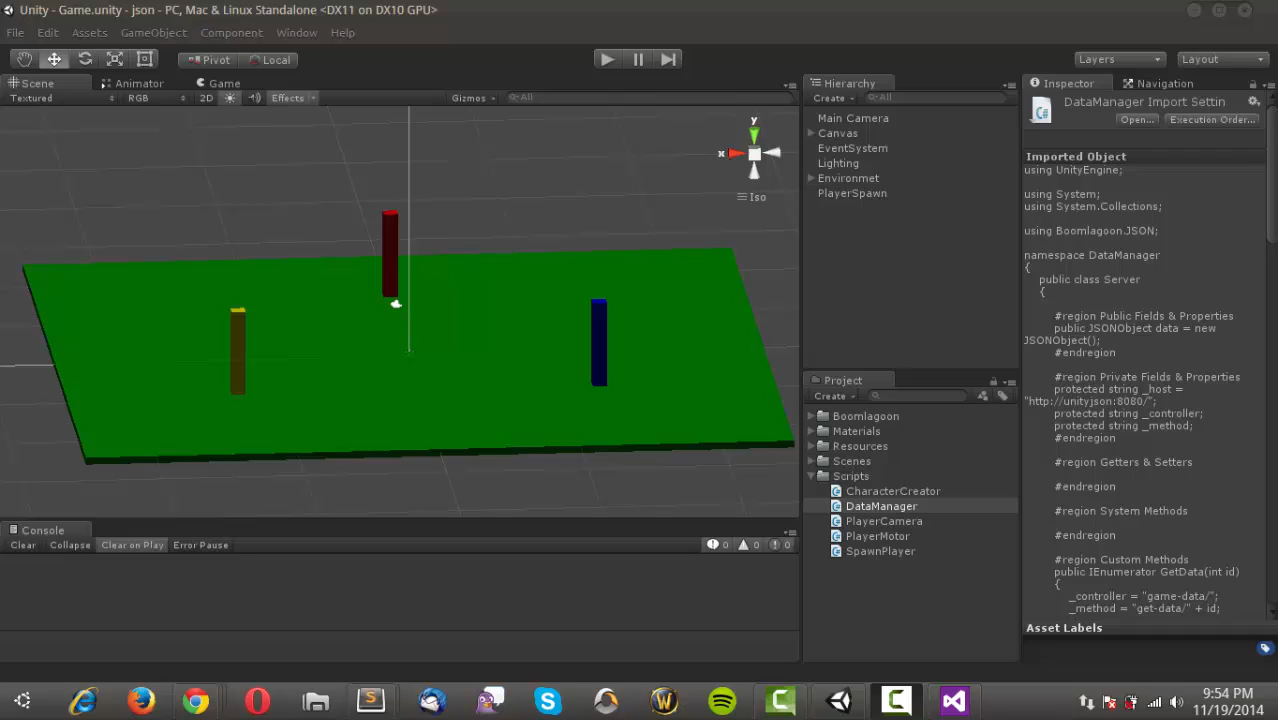 Unity - Game.unity - json - PC, Mac & Linux Standalone <DX11 on DX10 GPU>
File Edit Assets GameObject Component Window Help
Pivot Local Layers Layout
Scene Animator Game
Textured RGB 2D Effects Gizmos All
y
x
Iso
Hierarchy
Create All
Main Camera
Canvas
EventSystem
Lighting
Environmet
PlayerSpawn
Project
Create
Boomlagoon
Materials
Resources
Scenes
Scripts
CharacterCreator
DataManager
PlayerCamera
PlayerMotor
SpawnPlayer
Inspector Navigation
DataManager Import Settin
C#
Open... Execution Order...
Imported Object
using UnityEngine;
using System;
using System.Collections;
using Boomlagoon.JSON;
namespace DataManager
{
public class Server
{
#region Public Fields & Properties
public JSONObject data = new
JSONObject();
#endregion
#region Private Fields & Properties
protected string _host =
"http://unityjson:8080/";
protected string _controller;
protected string _method;
#endregion
#region Getters & Setters
#endregion
#region System Methods
#endregion
#region Custom Methods
public IEnumerator GetData(int id)
{
_controller = "game-data/";
_method = "get-data/" + id;
Asset Labels
Console
Clear Collapse Clear on Play Error Pause 0 0 0
9:54 PM
11/19/2014